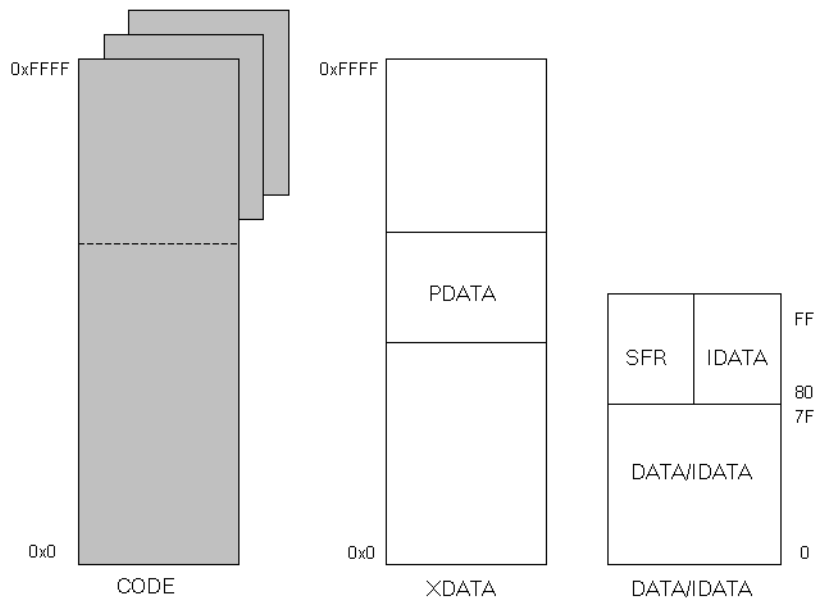 0xFFFF
0xFFFF
PDATA
FF
SFR
IDATA
80
7F
DATA/IDATA
0x0
0x0
0
CODE
XDATA
DATA/IDATA